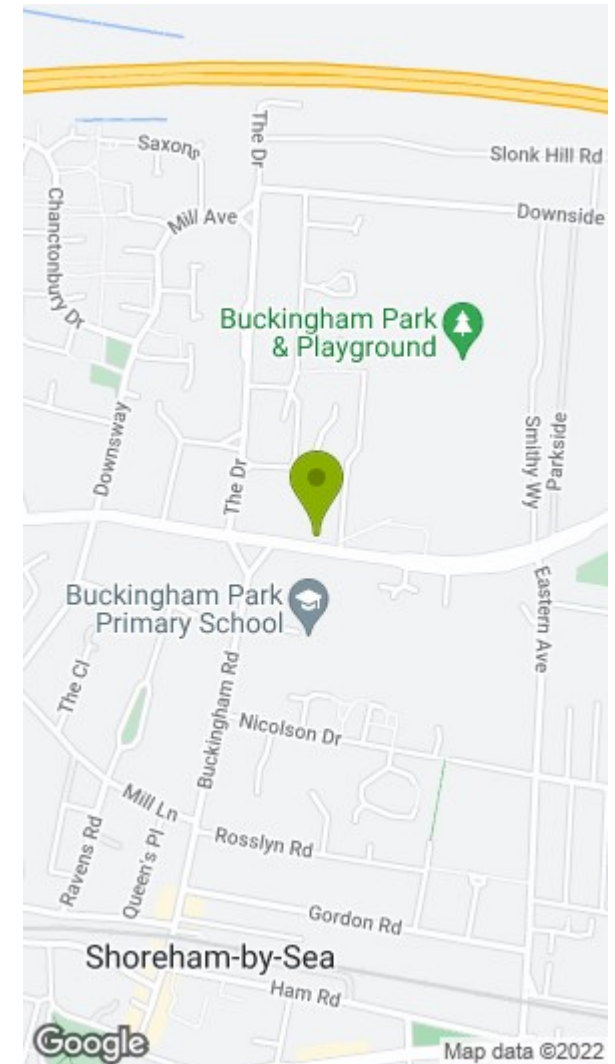 The Dr
Saxons
Slonk Hill Rd
Mill Ave
Downside
Chanctonbury Dr
Buckingham Park
& Playground
Downsway
The Dr
Smithy Wy
Parkside
Buckingham Park
Primary School
Eastern Ave
The Cl
Buckingham Rd
Nicolson Dr
Mill Ln
Ravens Rd
Queen's Pl
Rosslyn Rd
Gordon Rd
Shoreham-by-Sea
Ham Rd
Google
Map data ©2022